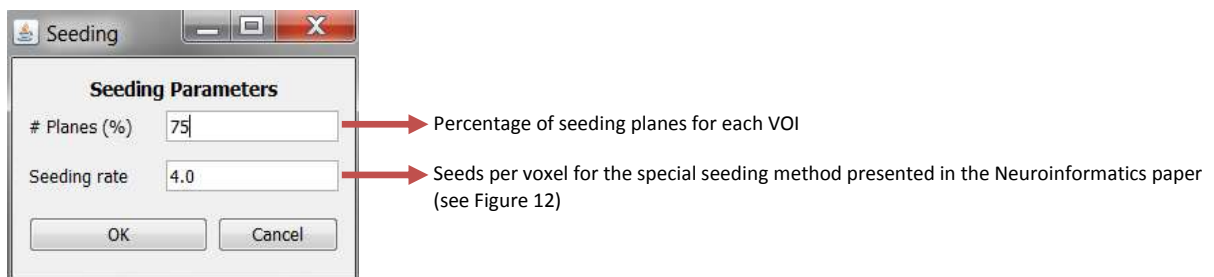 Seeding
Seeding Parameters
# Planes (%) 75 Percentage of seeding planes for each VOI
Seeding rate 4.0 Seeds per voxel for the special seeding method presented in the Neuroinformatics paper
(see Figure 12)
OK Cancel